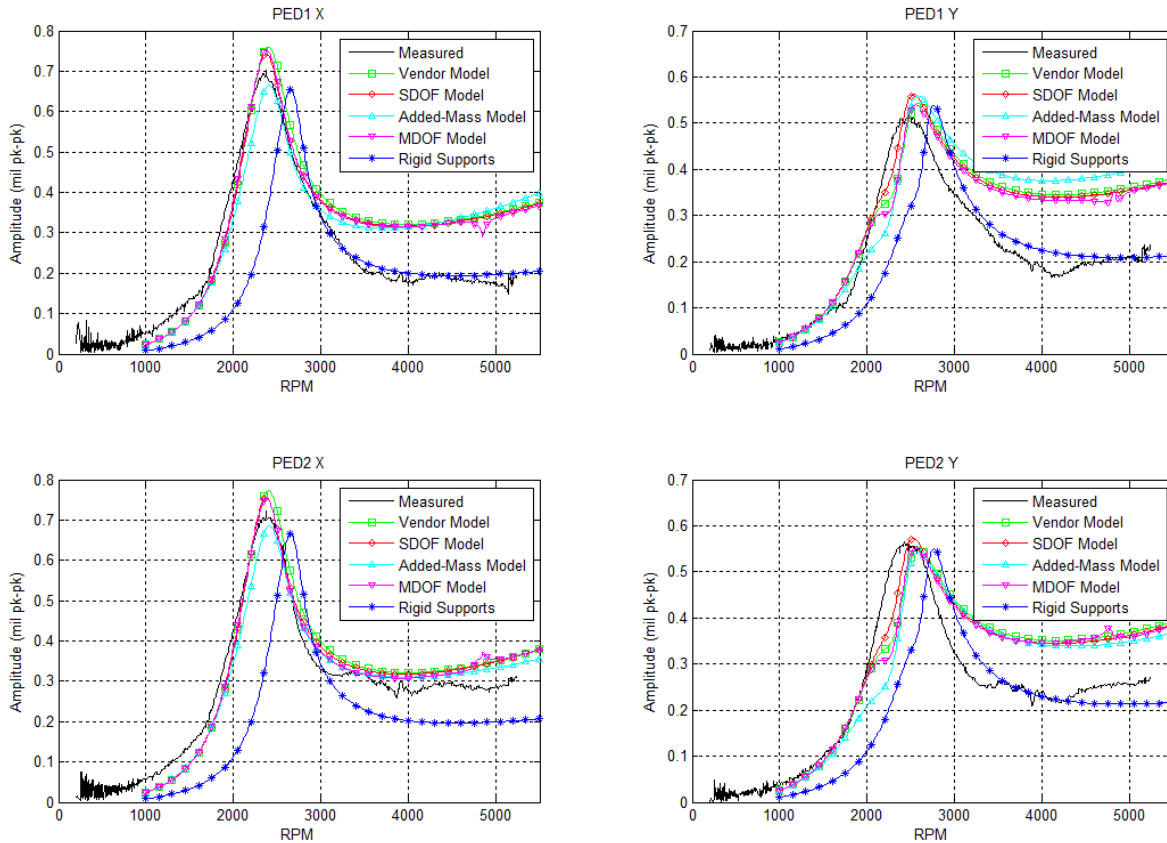 PED1 X
Amplitude (mil pk-pk)
0.8
0.7
0.6
0.5
0.4
0.3
0.2
0.1
0
1000 2000 3000 4000 5000
RPM
Measured
Vendor Model
SDOF Model
Added-Mass Model
MDOF Model
Rigid Supports
PED1 Y
Amplitude (mil pk-pk)
0.7
0.6
0.5
0.4
0.3
0.2
0.1
0
1000 2000 3000 4000 5000
RPM
Measured
Vendor Model
SDOF Model
Added-Mass Model
MDOF Model
Rigid Supports
PED2 X
Amplitude (mil pk-pk)
0.8
0.7
0.6
0.5
0.4
0.3
0.2
0.1
0
1000 2000 3000 4000 5000
RPM
Measured
Vendor Model
SDOF Model
Added-Mass Model
MDOF Model
Rigid Supports
PED2 Y
Amplitude (mil pk-pk)
0.7
0.6
0.5
0.4
0.3
0.2
0.1
0
1000 2000 3000 4000 5000
RPM
Measured
Vendor Model
SDOF Model
Added-Mass Model
MDOF Model
Rigid Supports